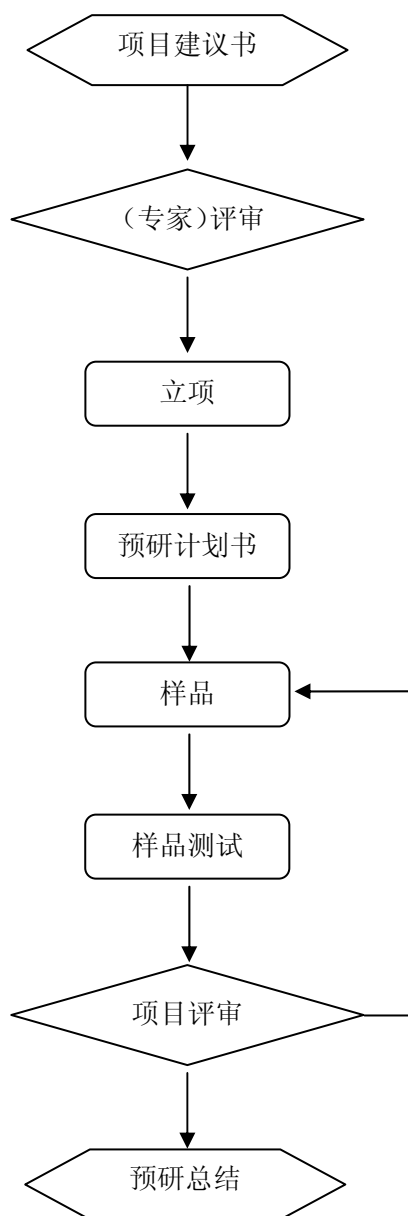 项目建议书
（专家）评审
立项
预研计划书
样品
样品测试
项目评审
预研总结